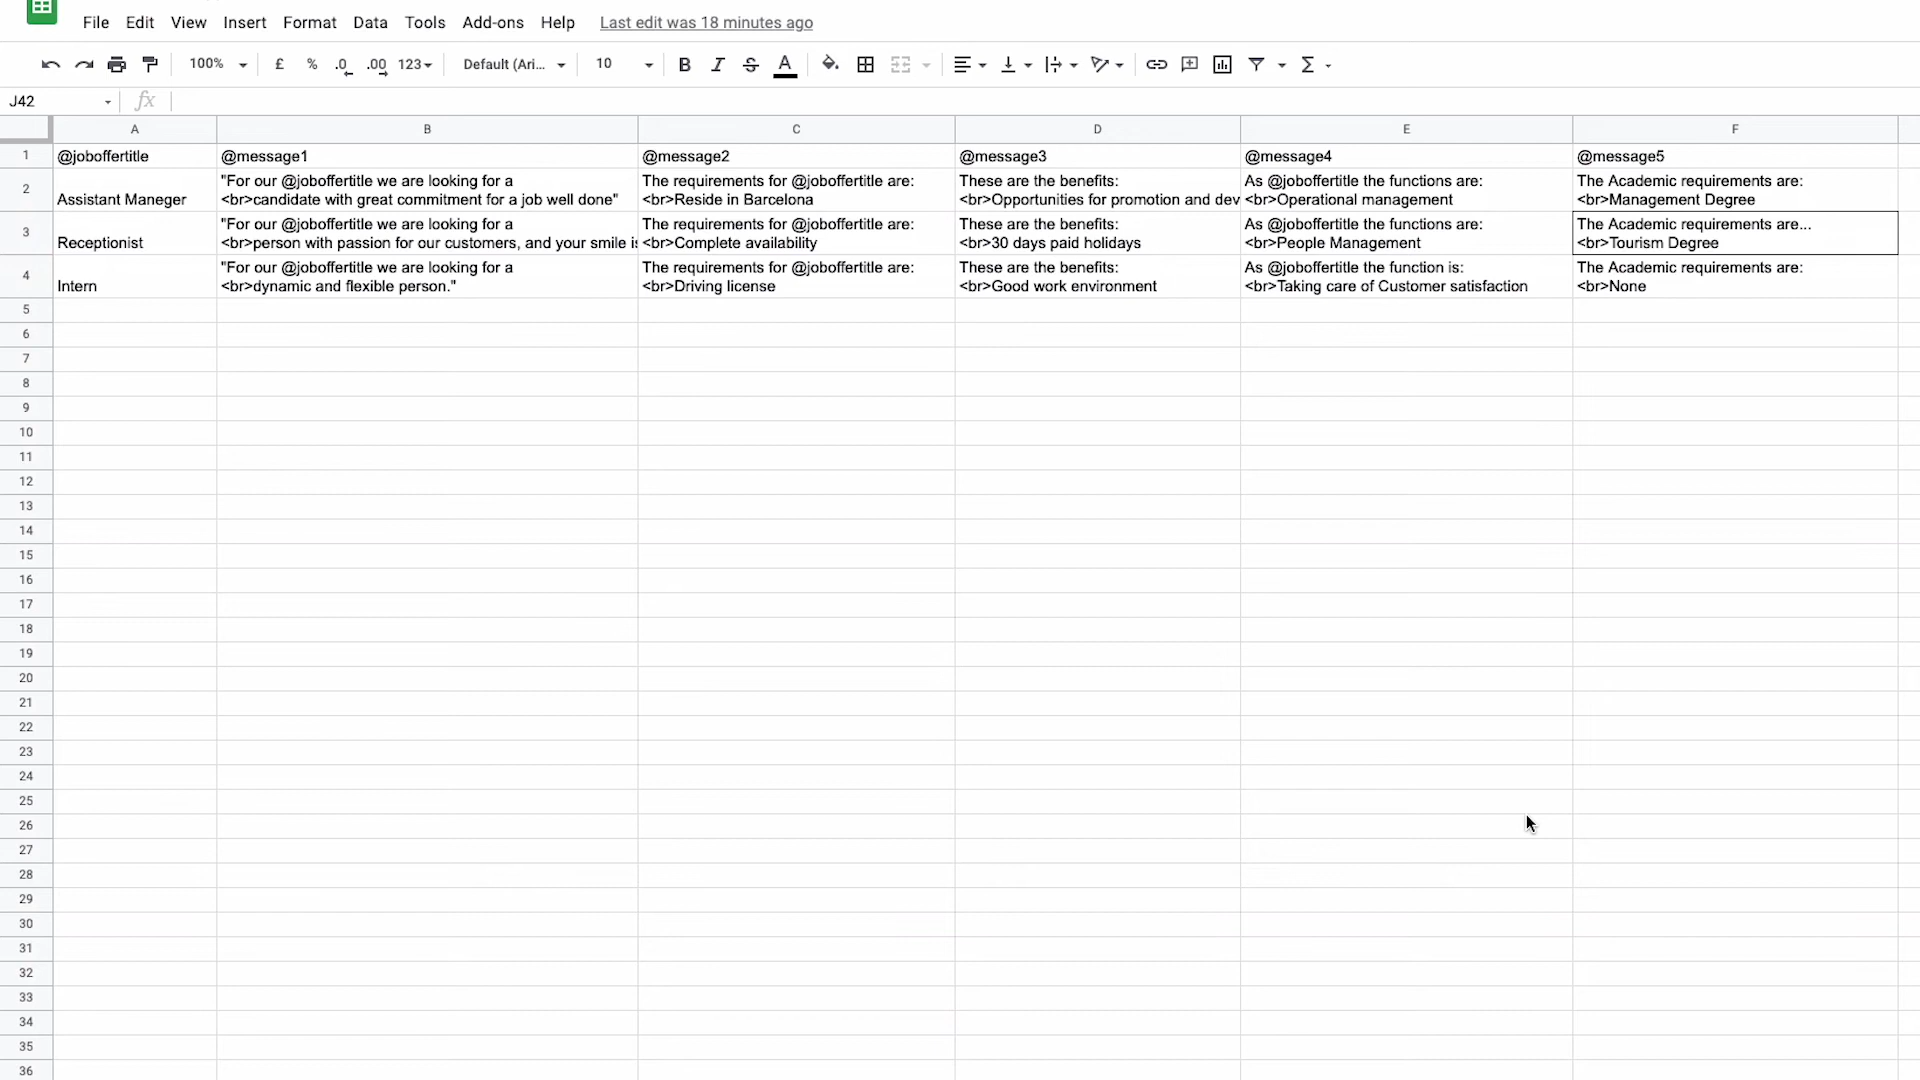 File Edit View Insert Format Data Tools Add-ons Help Last edit was 18 minutes ago
100% £ % .0 .00 123 Default (Ari... 10 B I S A
J42 fx
A B C D E F
1 @joboffertitle @message1 @message2 @message3 @message4 @message5
"For our @joboffertitle we are looking for a The requirements for @joboffertitle are: These are the benefits: As @joboffertitle the functions are: The Academic requirements are:
2 Assistant Manager <br>candidate with great commitment for a job well done" <br>Reside in Barcelona <br>Opportunities for promotion and dev <br>Operational management <br>Management Degree
"For our @joboffertitle we are looking for a The requirements for @joboffertitle are: These are the benefits: As @joboffertitle the functions are: The Academic requirements are...
3 Receptionist <br>person with passion for our customers, and your smile is <br>Complete availability <br>30 days paid holidays <br>People Management <br>Tourism Degree
"For our @joboffertitle we are looking for a The requirements for @joboffertitle are: These are the benefits: As @joboffertitle the function is: The Academic requirements are:
4 Intern <br>dynamic and flexible person." <br>Driving license <br>Good work environment <br>Taking care of Customer satisfaction <br>None
5
6
7
8
9
10
11
12
13
14
15
16
17
18
19
20
21
22
23
24
25
26
27
28
29
30
31
32
33
34
35
36